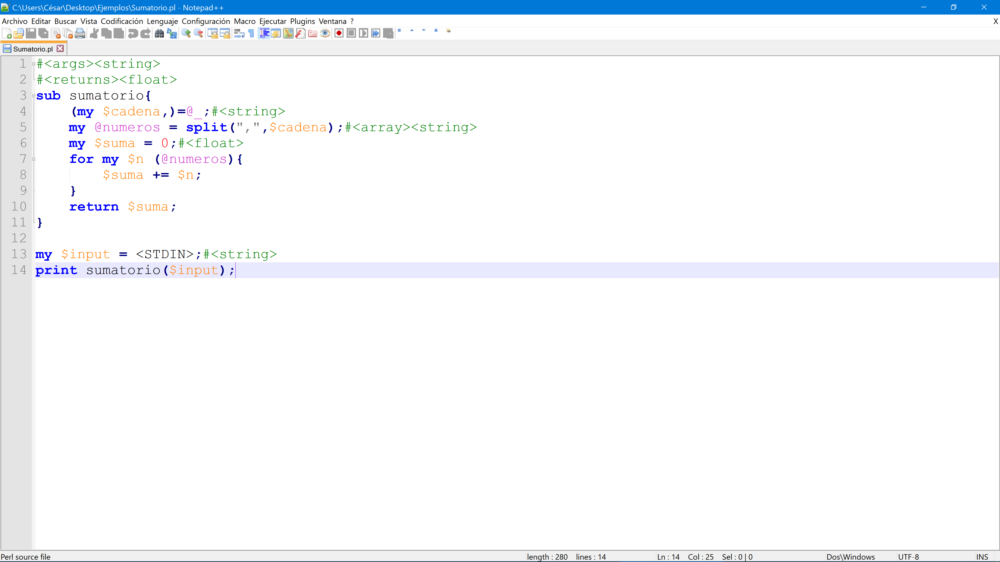 C:\Users\César\Desktop\Ejemplos\Sumatorio.pl - Notepad++
Archivo Editar Buscar Vista Codificación Lenguaje Configuración Macro Ejecutar Plugins Ventana ? X
Sumatorio.pl
1 #<args><string>
2 #<returns><float>
3 sub sumatorio{
4     (my $cadena,)=@_;#<string>
5     my @numeros = split(",",$cadena);#<array><string>
6     my $suma = 0;#<float>
7     for my $n (@numeros){
8         $suma += $n;
9     }
10     return $suma;
11 }
12
13 my $input = <STDIN>;#<string>
14 print sumatorio($input);
Perl source file length : 280 lines : 14 Ln : 14 Col : 25 Sel : 0 | 0 Dos\Windows UTF-8 INS